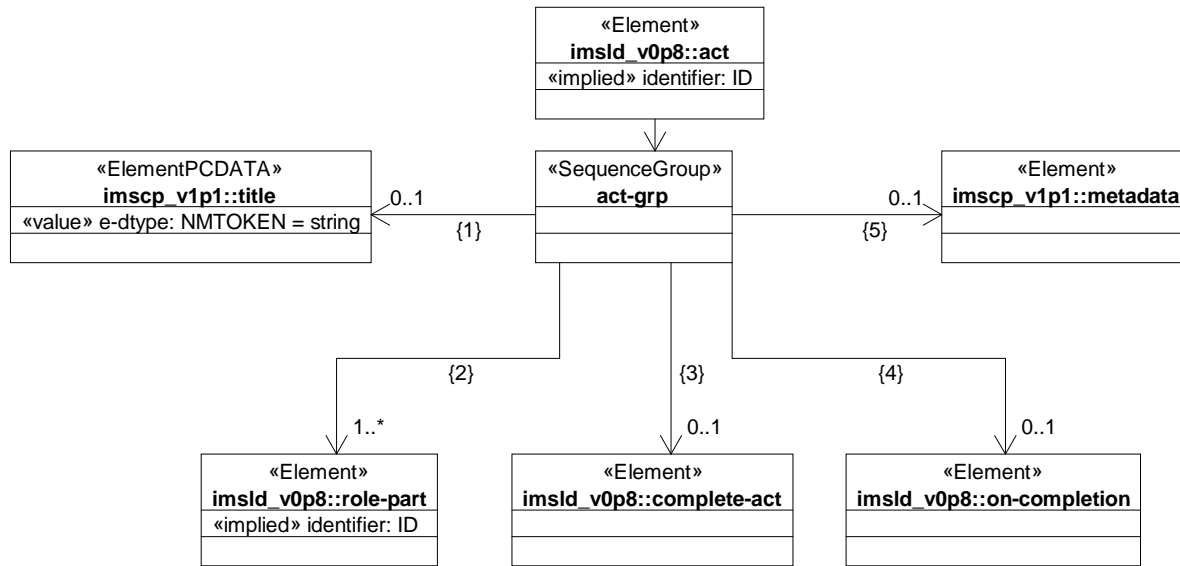 «Element»
imsld_v0p8::act
«implied» identifier: ID
«ElementPCDATA»
imscp_v1p1::title
«value» e-dtype: NMTOKEN = string
«SequenceGroup»
act-grp
«Element»
imscp_v1p1::metadata
0..1
{1}
0..1
{5}
{2}
{3}
{4}
1..*
0..1
0..1
«Element»
imsld_v0p8::role-part
«implied» identifier: ID
«Element»
imsld_v0p8::complete-act
«Element»
imsld_v0p8::on-completion